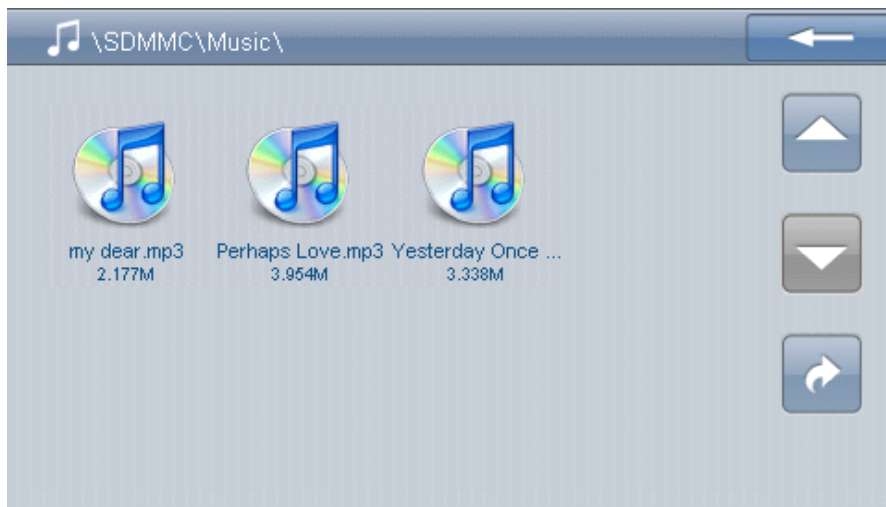 \SDMMC\Music\
my dear.mp3
2.177M
Perhaps Love.mp3
3.954M
Yesterday Once ...
3.338M